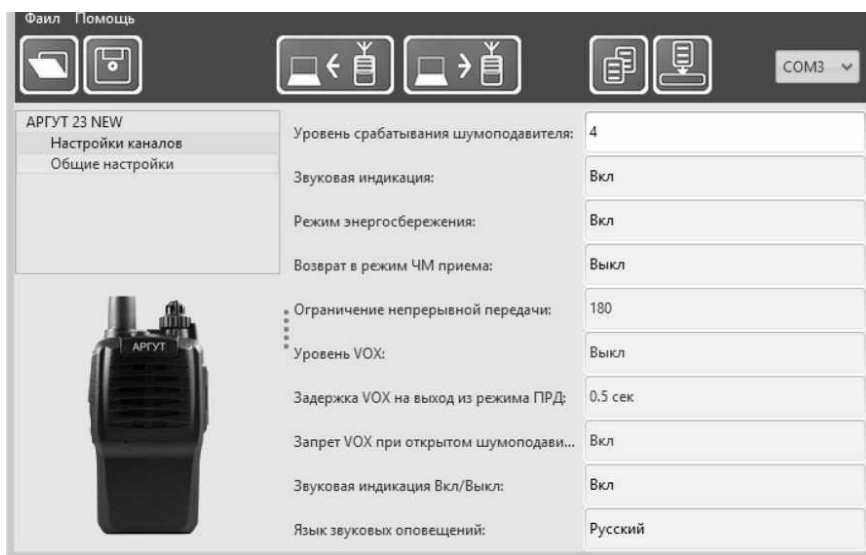 Файл Помощь
COM3
АРГУТ 23 NEW
Настройки каналов
Общие настройки
АРГУТ
Уровень срабатывания шумоподавителя: 4
Звуковая индикация: Вкл
Режим энергосбережения: Вкл
Возврат в режим ЧМ приема: Выкл
Ограничение непрерывной передачи: 180
Уровень VOX: Выкл
Задержка VOX на выход из режима ПРД: 0.5 сек
Запрет VOX при открытом шумоподави... Вкл
Звуковая индикация Вкл/Выкл: Вкл
Язык звуковых оповещений: Русский